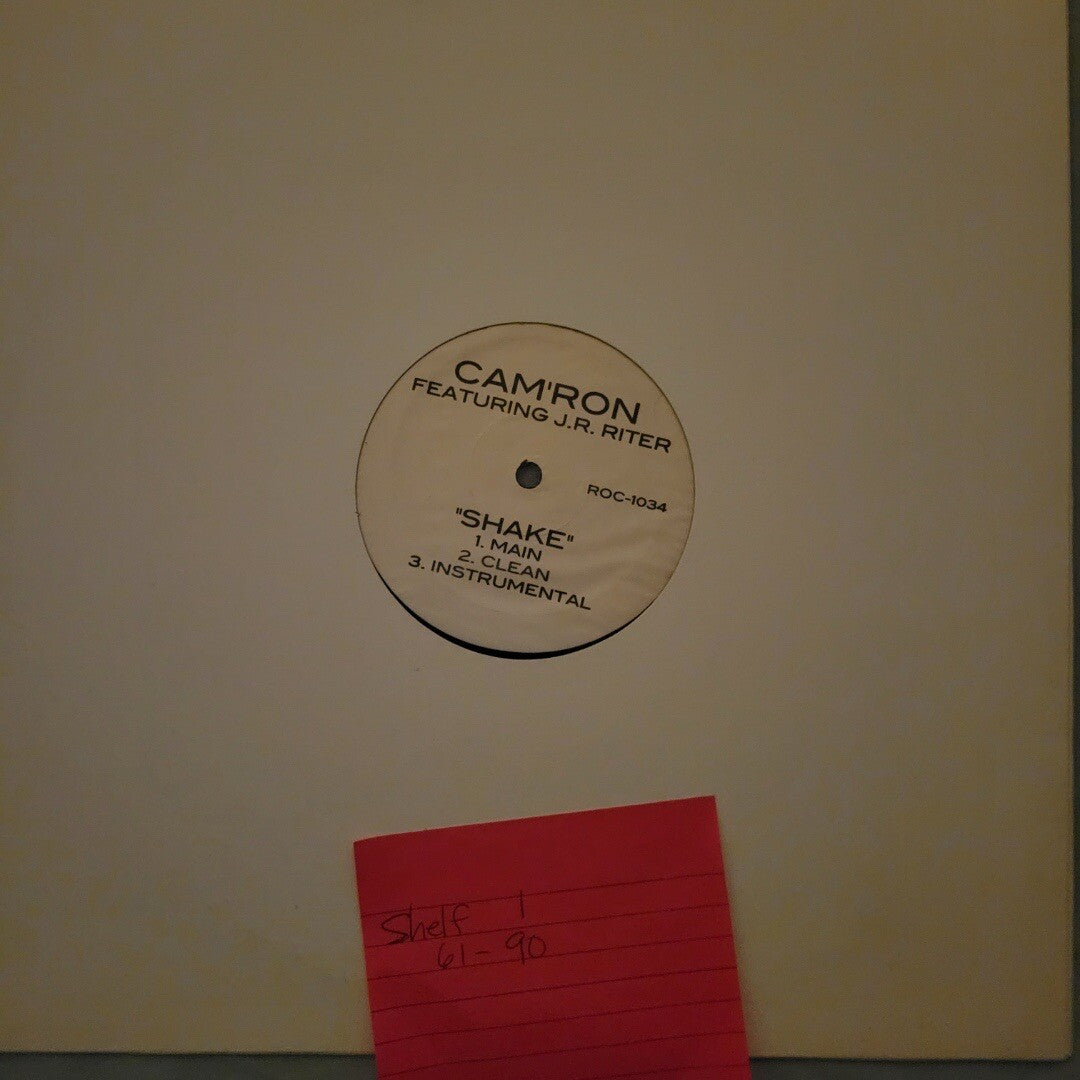 CAM'RON
FEATURING J.R. RITER
ROC-1034
"SHAKE"
1. MAIN
2. CLEAN
3. INSTRUMENTAL
Shelf 1
61 - 90